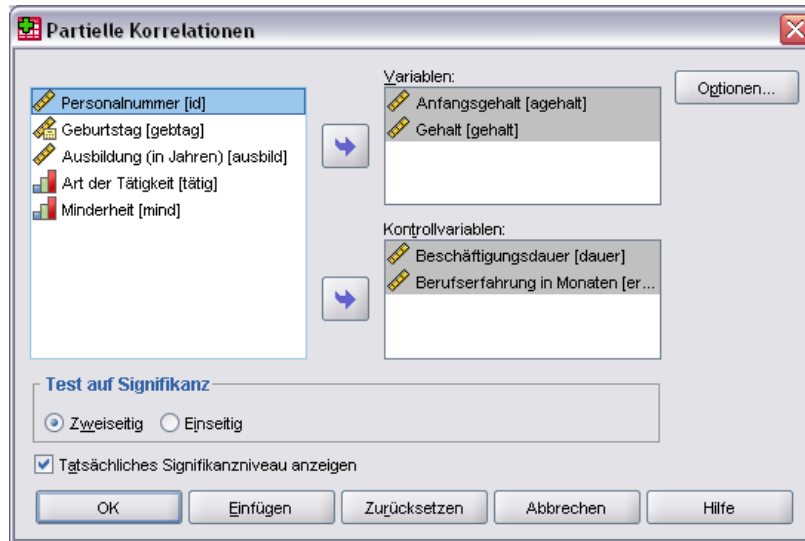 Partielle Korrelationen
Personalnummer [id]
Geburtstag [gebtag]
Ausbildung (in Jahren) [ausbild]
Art der Tätigkeit [tätig]
Minderheit [mind]
Variablen:
Anfangsgehalt [agehalt]
Gehalt [gehalt]
Kontrollvariablen:
Beschäftigungsdauer [dauer]
Berufserfahrung in Monaten [er...
Optionen...
Test auf Signifikanz
Zweiseitig Einseitig
Tatsächliches Signifikanzniveau anzeigen
OK Einfügen Zurücksetzen Abbrechen Hilfe